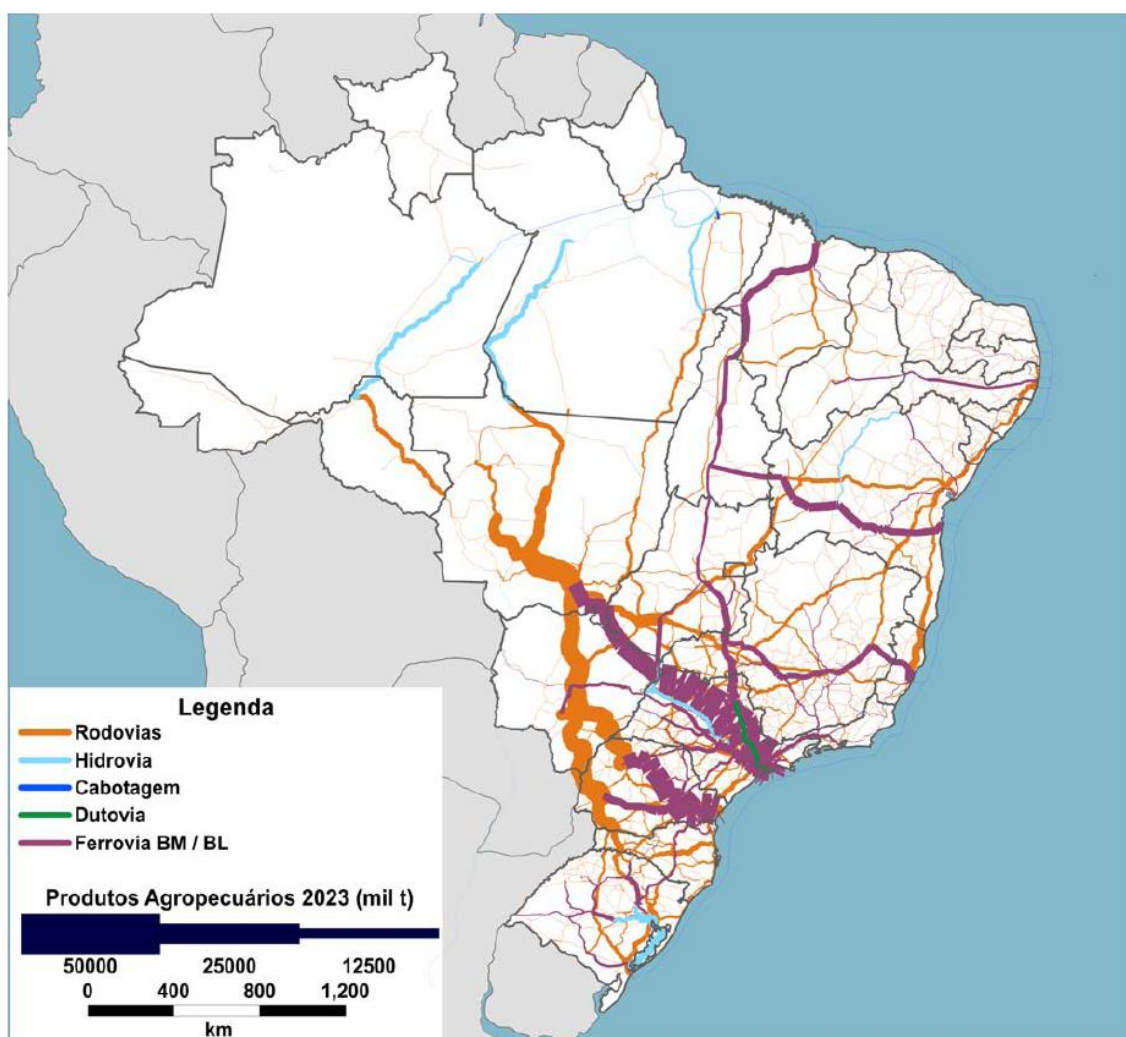 Legenda
Rodovias
Hidrovia
Cabotagem
Dutovia
Ferrovia BM / BL
Produtos Agropecuários 2023 (mil t)
50000 25000 12500
0 400 800 1,200
km